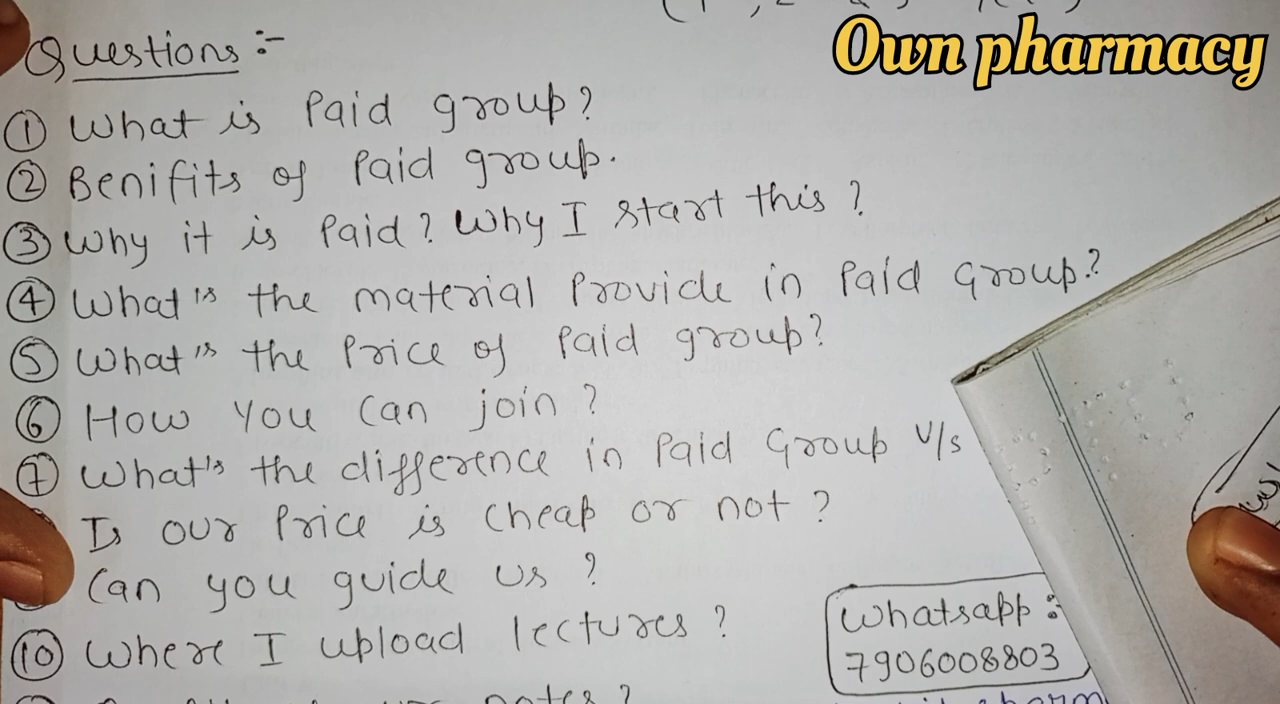 Own pharmacy
Questions :-
① What is Paid group?
② Benifits of Paid group.
③ Why it is Paid? Why I start this?
④ What's the material Provide in Paid Group.?
⑤ What's the Price of Paid group?
⑥ How You Can join?
⑦ What's the difference in Paid Group V/s
Is our Price is Cheap or not?
Can you guide us?
⑩ Where I upload lectures?
Whatsapp :
7906008803
notes?